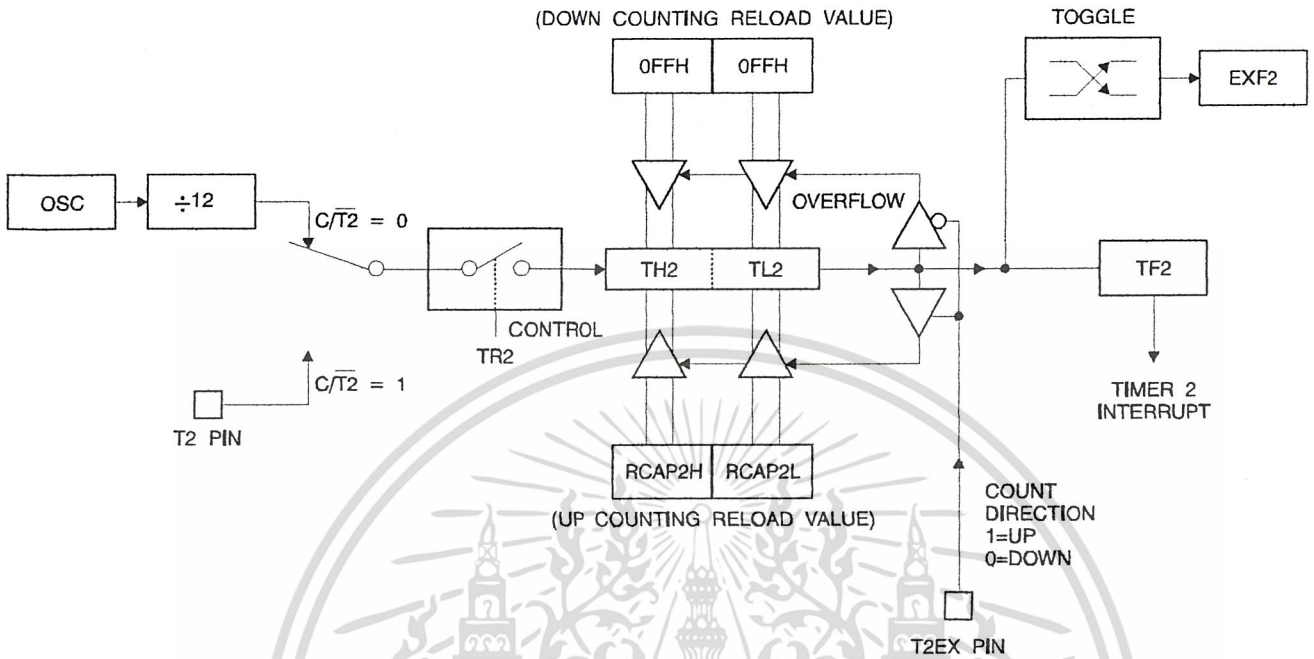 (DOWN COUNTING RELOAD VALUE)
TOGGLE
0FFH 0FFH
EXF2
OSC
÷12
C/T2̅ = 0
OVERFLOW
TH2 TL2
TF2
CONTROL
TR2
C/T2̅ = 1
T2 PIN
TIMER 2
INTERRUPT
RCAP2H RCAP2L
(UP COUNTING RELOAD VALUE)
COUNT
DIRECTION
1=UP
0=DOWN
T2EX PIN